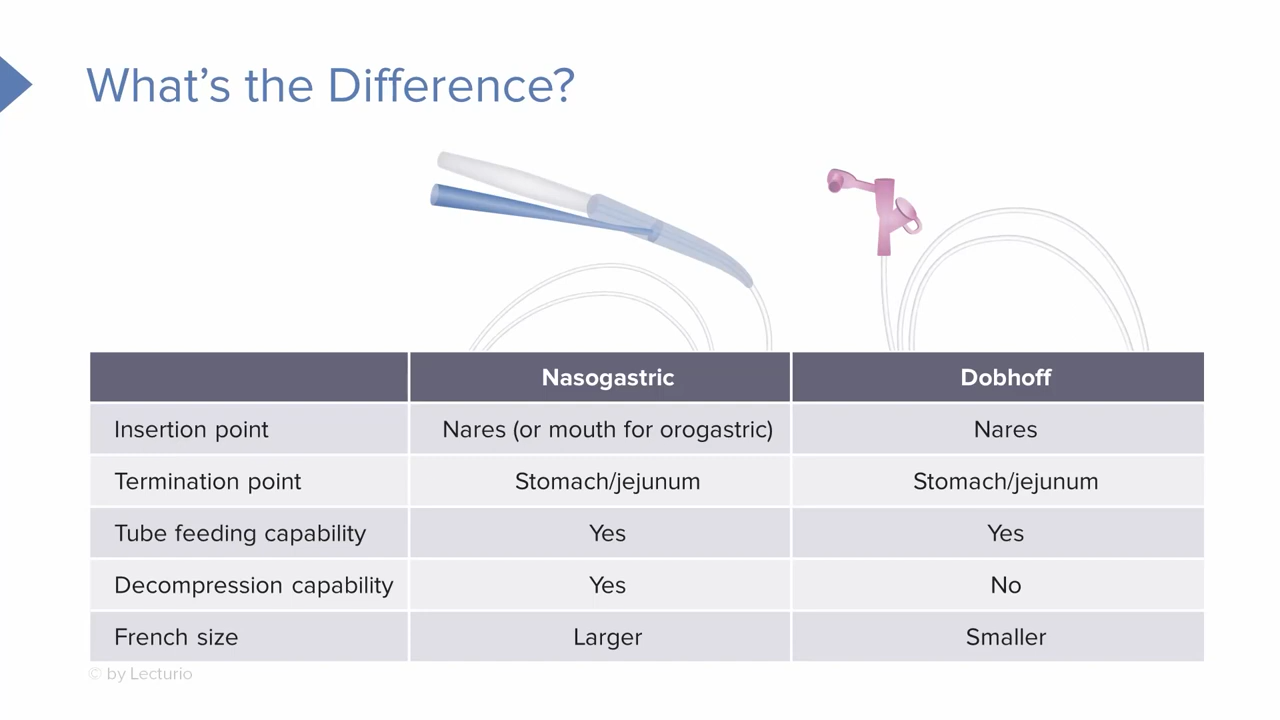 What’s the Difference?
Nasogastric Dobhoff
Insertion point Nares (or mouth for orogastric) Nares
Termination point Stomach/jejunum Stomach/jejunum
Tube feeding capability Yes Yes
Decompression capability Yes No
French size Larger Smaller
© by Lecturio